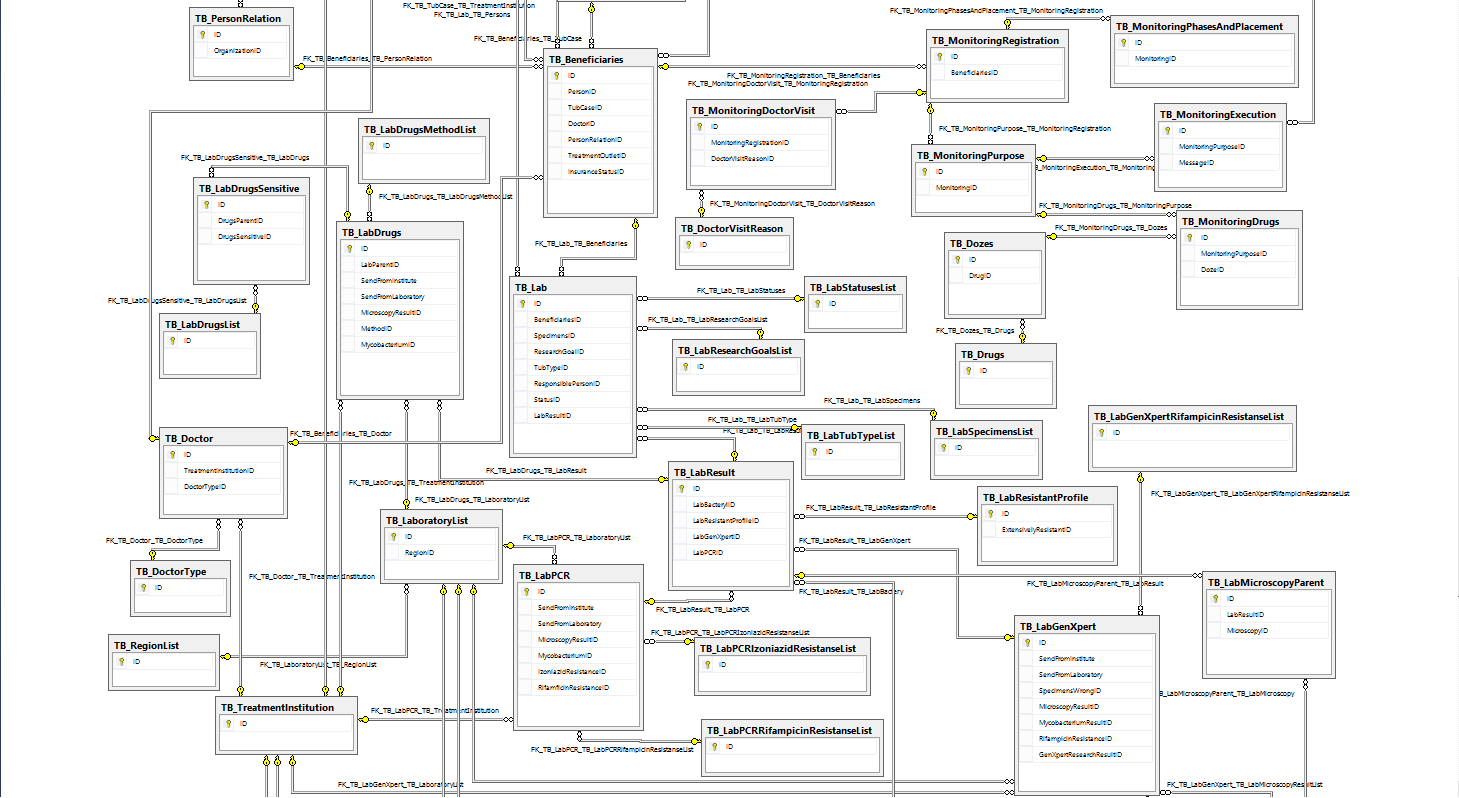 FK_TB_TubCase_TB_TreatmentInstitution
FK_TB_Lab_TB_Persons
FK_TB_Beneficiaries_TB_TubCase
TB_PersonRelation
ID
OrganizationID
FK_TB_Beneficiaries_TB_PersonRelation
TB_Beneficiaries
ID
PersonID
TubCaseID
DoctorID
PersonRelationID
TreatmentOutletID
InsuranceStatusID
FK_TB_MonitoringPhasesAndPlacement_TB_MonitoringRegistration
TB_MonitoringRegistration
ID
BeneficiariesID
TB_MonitoringPhasesAndPlacement
ID
MonitoringID
FK_TB_MonitoringRegistration_TB_Beneficiaries
FK_TB_MonitoringDoctorVisit_TB_MonitoringRegistration
TB_MonitoringDoctorVisit
ID
MonitoringRegistrationID
DoctorVisitReasonID
FK_TB_MonitoringPurpose_TB_MonitoringRegistration
TB_MonitoringExecution
ID
MonitoringPurposeID
MessageID
TB_MonitoringPurpose
ID
MonitoringID
FK_TB_MonitoringDoctorVisit_TB_DoctorVisitReason
FK_TB_MonitoringDrugs_TB_MonitoringPurpose
TB_DoctorVisitReason
ID
FK_TB_MonitoringDrugs_TB_Dozes
TB_MonitoringDrugs
ID
MonitoringPurposeID
DozeID
TB_Dozes
ID
DrugID
FK_TB_Dozes_TB_Drugs
TB_Drugs
ID
TB_LabDrugsMethodList
ID
FK_TB_LabDrugsSensitive_TB_LabDrugs
TB_LabDrugsSensitive
ID
DrugsParentID
DrugsSensitiveID
FK_TB_LabDrugs_TB_LabDrugsMethodList
TB_LabDrugs
ID
LabParentID
SendFromInstitute
SendFromLaboratory
MicroscopyResultID
MethodID
MycobacteriumID
FK_TB_LabDrugsSensitive_TB_LabDrugsList
TB_LabDrugsList
ID
FK_TB_Lab_TB_Beneficiaries
TB_Lab
ID
BeneficiariesID
SpecimensID
ResearchGoalID
TubTypeID
ResponsiblePersonID
StatusID
LabResultID
FK_TB_Lab_TB_LabStatuses
TB_LabStatusesList
ID
FK_TB_Lab_TB_LabResearchGoalsList
TB_LabResearchGoalsList
ID
FK_TB_Lab_TB_LabSpecimens
FK_TB_Lab_TB_LabTubType
TB_LabTubTypeList
ID
TB_LabSpecimensList
ID
TB_LabGenXpertRifampicinResistanseList
ID
FK_TB_Beneficiaries_TB_Doctor
TB_Doctor
ID
TreatmentInstitutionID
DoctorTypeID
FK_TB_LabDrugs_TB_LabResult
FK_TB_LabDrugs_TB_TreatmentInstitution
FK_TB_LabDrugs_TB_LaboratoryList
TB_LabResult
ID
LabBacteryIID
LabResistantProfileID
LabGenXpertID
LabPCRID
FK_TB_LabResult_TB_LabResistantProfile
TB_LabResistantProfile
ID
ExtensivelyResistantID
FK_TB_LabGenXpert_TB_LabGenXpertRifampicinResistanseList
TB_LaboratoryList
ID
RegionID
FK_TB_LabPCR_TB_LaboratoryList
FK_TB_LabResult_TB_LabGenXpert
FK_TB_Doctor_TB_DoctorType
TB_DoctorType
ID
FK_TB_Doctor_TB_TreatmentInstitution
TB_LabPCR
ID
SendFromInstitute
SendFromLaboratory
MicroscopyResultID
MycobacteriumID
IzoniazidResistanceID
RifamficinResistanceID
FK_TB_LabMicroscopyParent_TB_LabResult
FK_TB_LabResult_TB_LabBactery
FK_TB_LabResult_TB_LabPCR
TB_LabMicroscopyParent
ID
LabResultID
MicroscopyID
TB_RegionList
ID
FK_TB_LaboratoryList_TB_RegionList
FK_TB_LabPCR_TB_LabPCRIzoniazidResistanseList
TB_LabPCRIzoniazidResistanseList
ID
TB_LabGenXpert
ID
SendFromInstitute
SendFromLaboratory
SpecimensWrongID
MicroscopyResultID
MycobacteriumResultID
RifampicinResistanceID
GenXpertResearchResultID
TB_LabMicroscopyParent_TB_LabMicroscopy
TB_TreatmentInstitution
ID
FK_TB_LabPCR_TB_TreatmentInstitution
TB_LabPCRRifampicinResistanseList
ID
FK_TB_LabPCR_TB_LabPCRRifampicinResistanseList
FK_TB_LabGenXpert_TB_LaboratoryList
FK_TB_LabGenXpert_TB_LabMicroscopyResultList